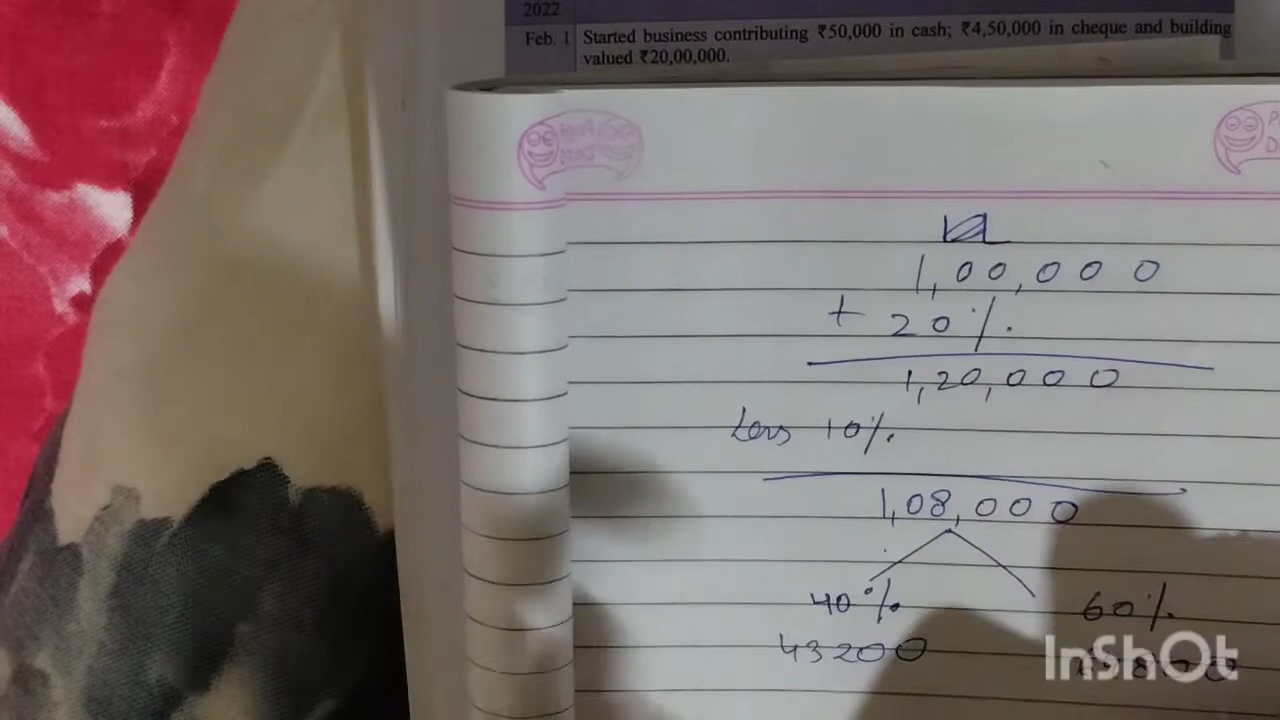 2022
Feb. 1 Started business contributing ₹50,000 in cash; ₹4,50,000 in cheque and building
valued ₹20,00,000.
1,00,000
+ 20%.
1,20,000
Less 10%.
1,08,000
40% 60%.
43200
InShOt